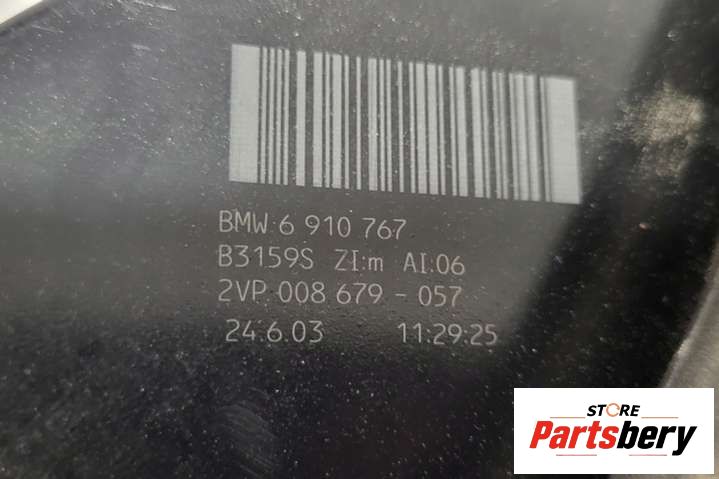 BMW 6 910 767
B3159S ZI:m AI:06
2VP 008 679 - 057
24.6.03 11:29:25
STORE
Partsbery